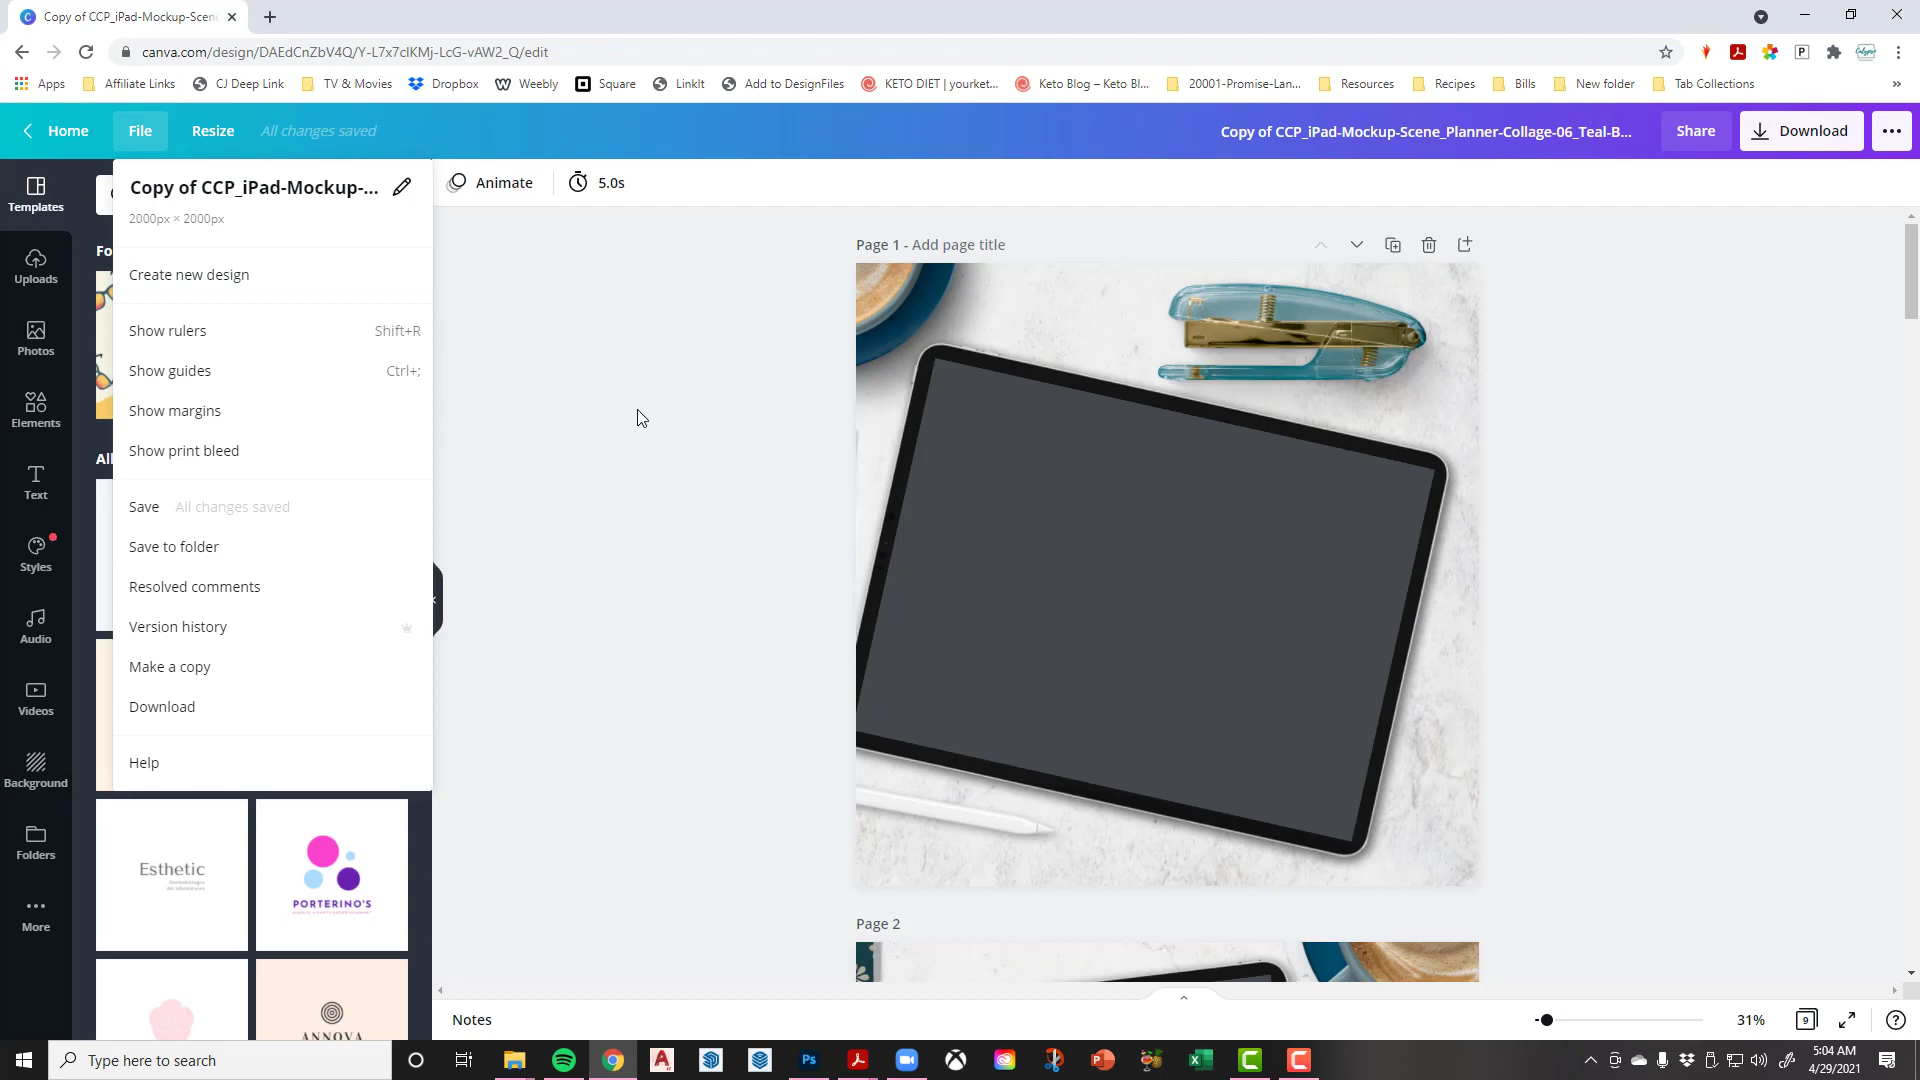 Copy of CCP_iPad-Mockup-Scen
canva.com/design/DAEdCnZbV4Q/Y-L7x7clKMj-LcG-vAW2_Q/edit
Apps
Affiliate Links
CJ Deep Link
TV & Movies
Dropbox
Weebly
Square
LinkIt
Add to DesignFiles
KETO DIET | yourket...
Keto Blog – Keto Bl...
20001-Promise-Lan...
Resources
Recipes
Bills
New folder
Tab Collections
Home
File
Resize
All changes saved
Copy of CCP_iPad-Mockup-Scene_Planner-Collage-06_Teal-B...
Share
Download
Copy of CCP_iPad-Mockup-...
2000px × 2000px
Animate
5.0s
Templates
Uploads
Photos
Elements
Text
Styles
Audio
Videos
Background
Folders
More
Fo
All
Create new design
Show rulers Shift+R
Show guides Ctrl+;
Show margins
Show print bleed
Save All changes saved
Save to folder
Resolved comments
Version history
Make a copy
Download
Help
Esthetic
PORTERINO'S
ANNOVA
Page 1 - Add page title
Page 2
Notes
31%
9
Type here to search
5:04 AM
4/29/2021